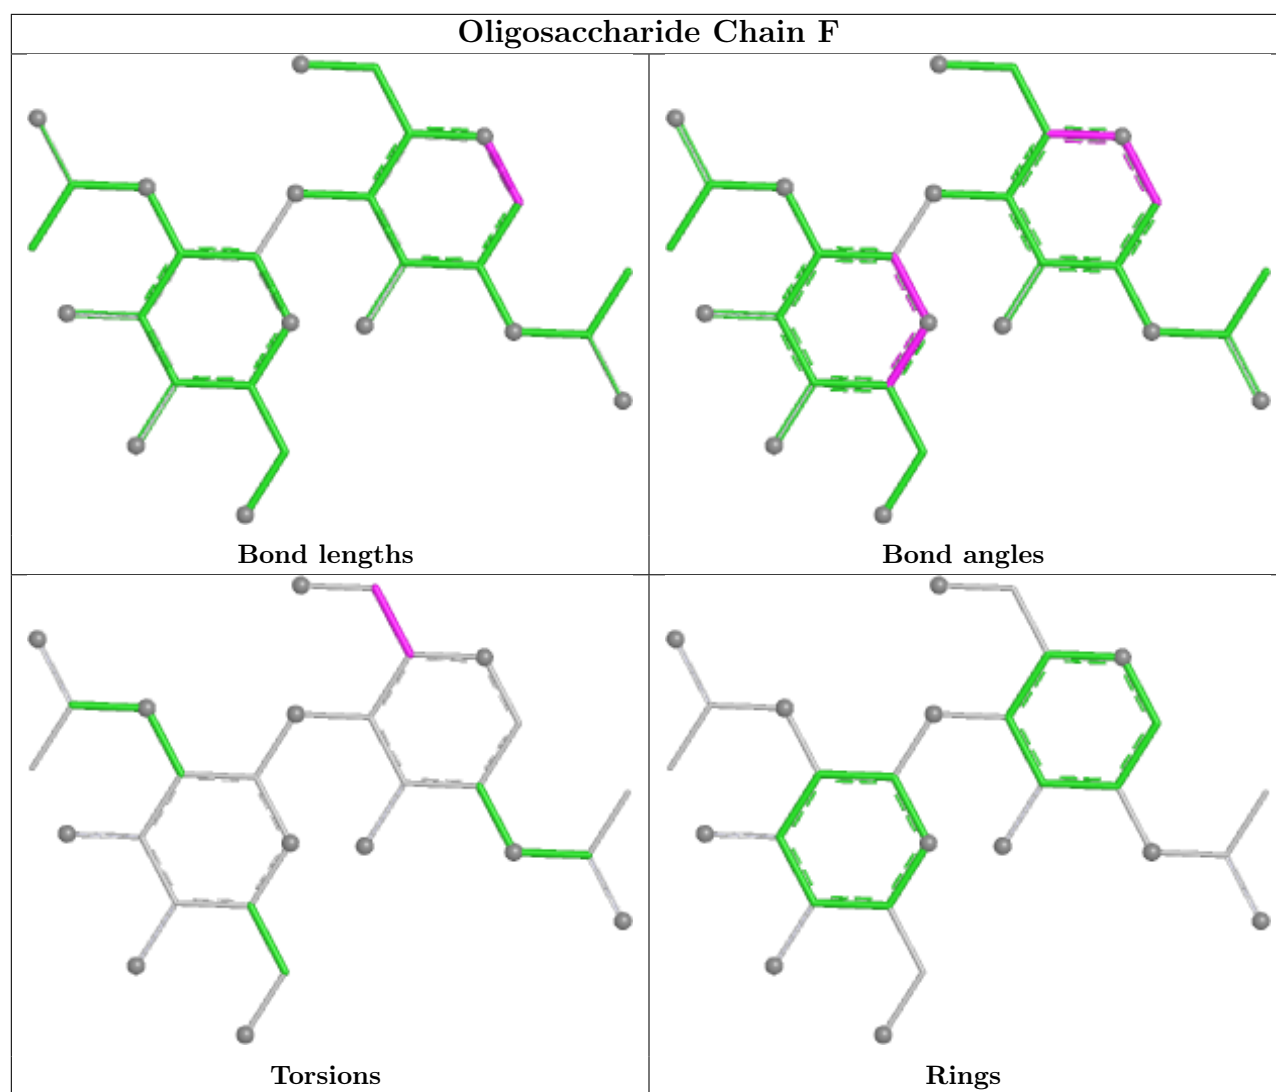 Oligosaccharide Chain F
Bond lengths
Bond angles
Torsions
Rings